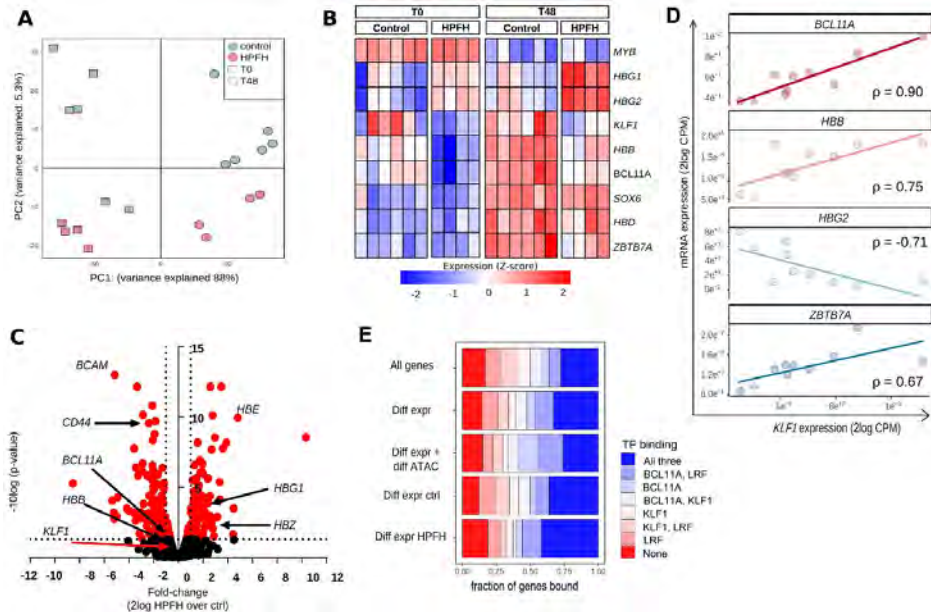 A
control
HPFH
T0
T48
PC2 (variance explained 5.3%)
PC1: (variance explained 88%)
B
T0
T48
Control
HPFH
Control
HPFH
MYB
HBG1
HBG2
KLF1
HBB
BCL11A
SOX6
HBD
ZBTB7A
Expression (Z-score)
-2
-1
0
1
2
C
15
10
5
BCAM
CD44
BCL11A
HBB
KLF1
HBE
HBG1
HBZ
-10log (p-value)
-12
-10
-8
-6
-4
-2
0
2
4
6
8
10
12
Fold-change
(2log HPFH over ctrl)
D
BCL11A
ρ = 0.90
HBB
ρ = 0.75
HBG2
ρ = -0.71
ZBTB7A
ρ = 0.67
mRNA expression (2log CPM)
KLF1 expression (2log CPM)
E
All genes
Diff expr
Diff expr +
diff ATAC
Diff expr ctrl
Diff expr HPFH
0.00
0.25
0.50
0.75
1.00
fraction of genes bound
TF binding
All three
BCL11A, LRF
BCL11A
BCL11A, KLF1
KLF1
KLF1, LRF
LRF
None